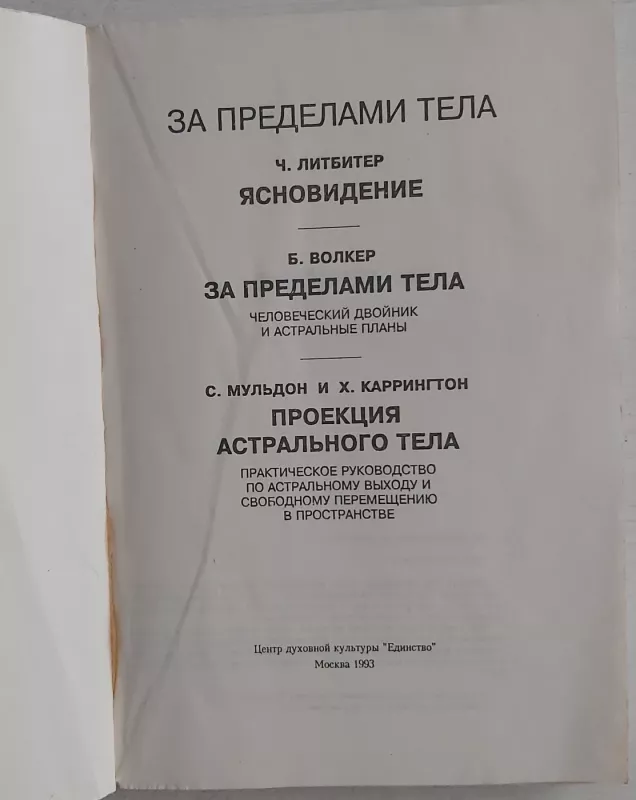 ЗА ПРЕДЕЛАМИ ТЕЛА
Ч. ЛИТБИТЕР
ЯСНОВИДЕНИЕ
Б. ВОЛКЕР
ЗА ПРЕДЕЛАМИ ТЕЛА
ЧЕЛОВЕЧЕСКИЙ ДВОЙНИК
И АСТРАЛЬНЫЕ ПЛАНЫ
С. МУЛЬДОН И Х. КАРРИНГТОН
ПРОЕКЦИЯ
АСТРАЛЬНОГО ТЕЛА
ПРАКТИЧЕСКОЕ РУКОВОДСТВО
ПО АСТРАЛЬНОМУ ВЫХОДУ И
СВОБОДНОМУ ПЕРЕМЕЩЕНИЮ
В ПРОСТРАНСТВЕ
Центр духовной культуры "Единство"
Москва 1993